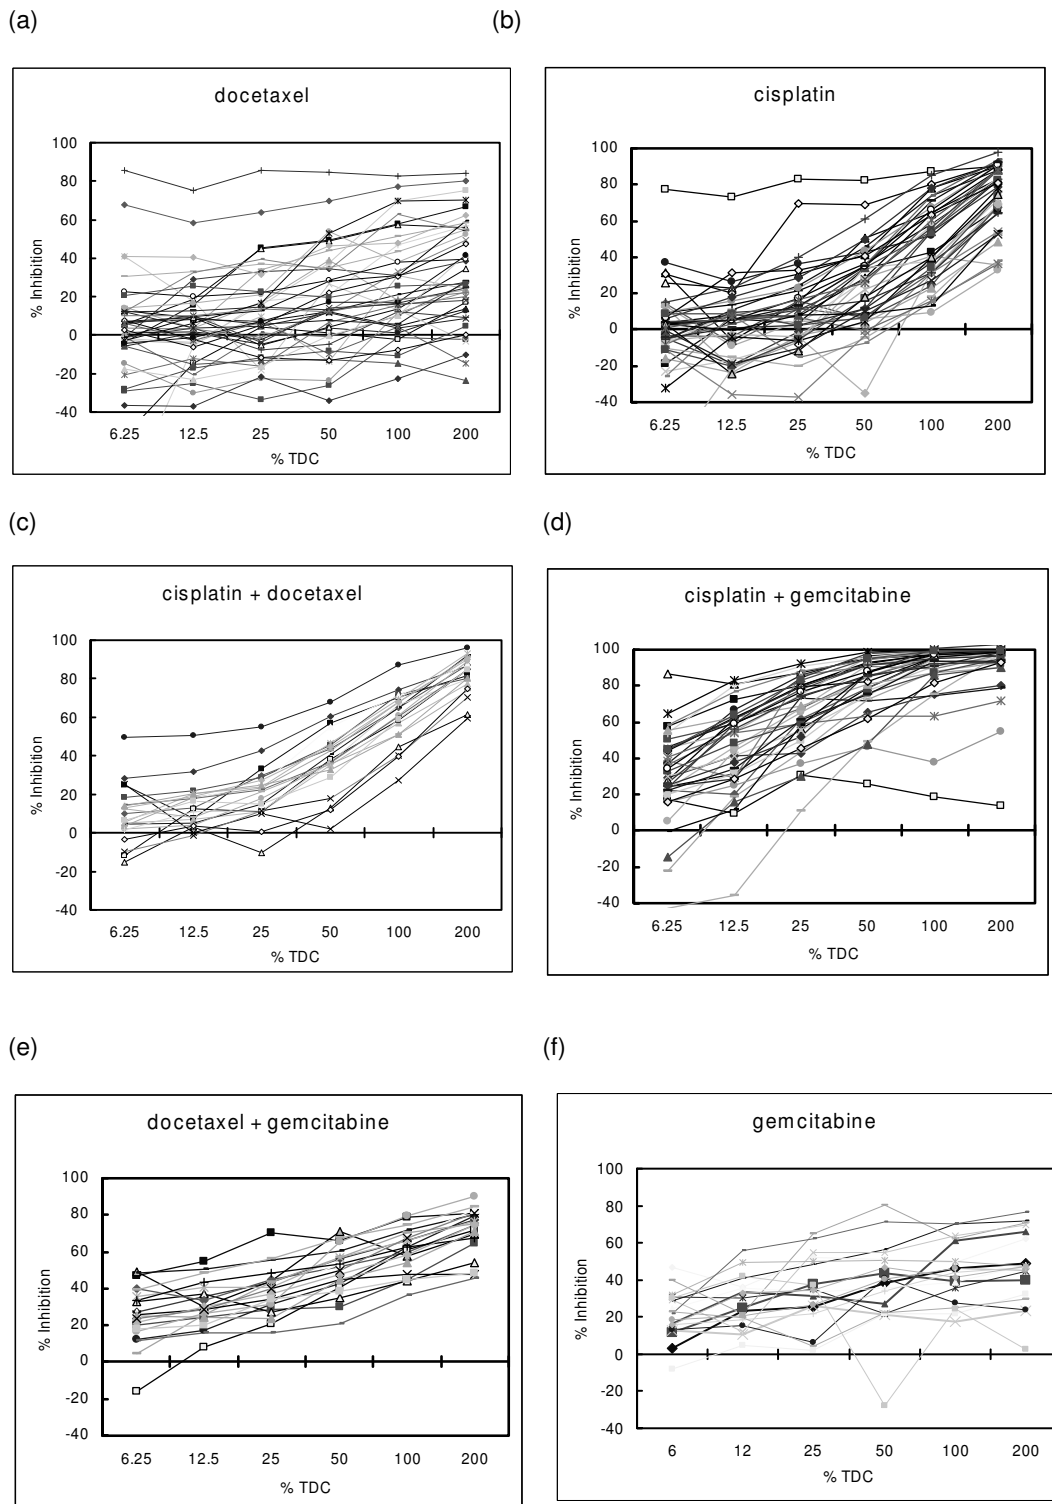 (a)
(b)
docetaxel
100
80
60
40
20
0
-20
-40
% Inhibition
6.25 12.5 25 50 100 200
% TDC
cisplatin
100
80
60
40
20
0
-20
-40
% Inhibition
6.25 12.5 25 50 100 200
% TDC
(c)
(d)
cisplatin + docetaxel
100
80
60
40
20
0
-20
-40
% Inhibition
6.25 12.5 25 50 100 200
% TDC
cisplatin + gemcitabine
100
80
60
40
20
0
-20
-40
% Inhibition
6.25 12.5 25 50 100 200
% TDC
(e)
(f)
docetaxel + gemcitabine
100
80
60
40
20
0
-20
-40
% Inhibition
6.25 12.5 25 50 100 200
% TDC
gemcitabine
100
80
60
40
20
0
-20
-40
% Inhibition
6 12 25 50 100 200
% TDC